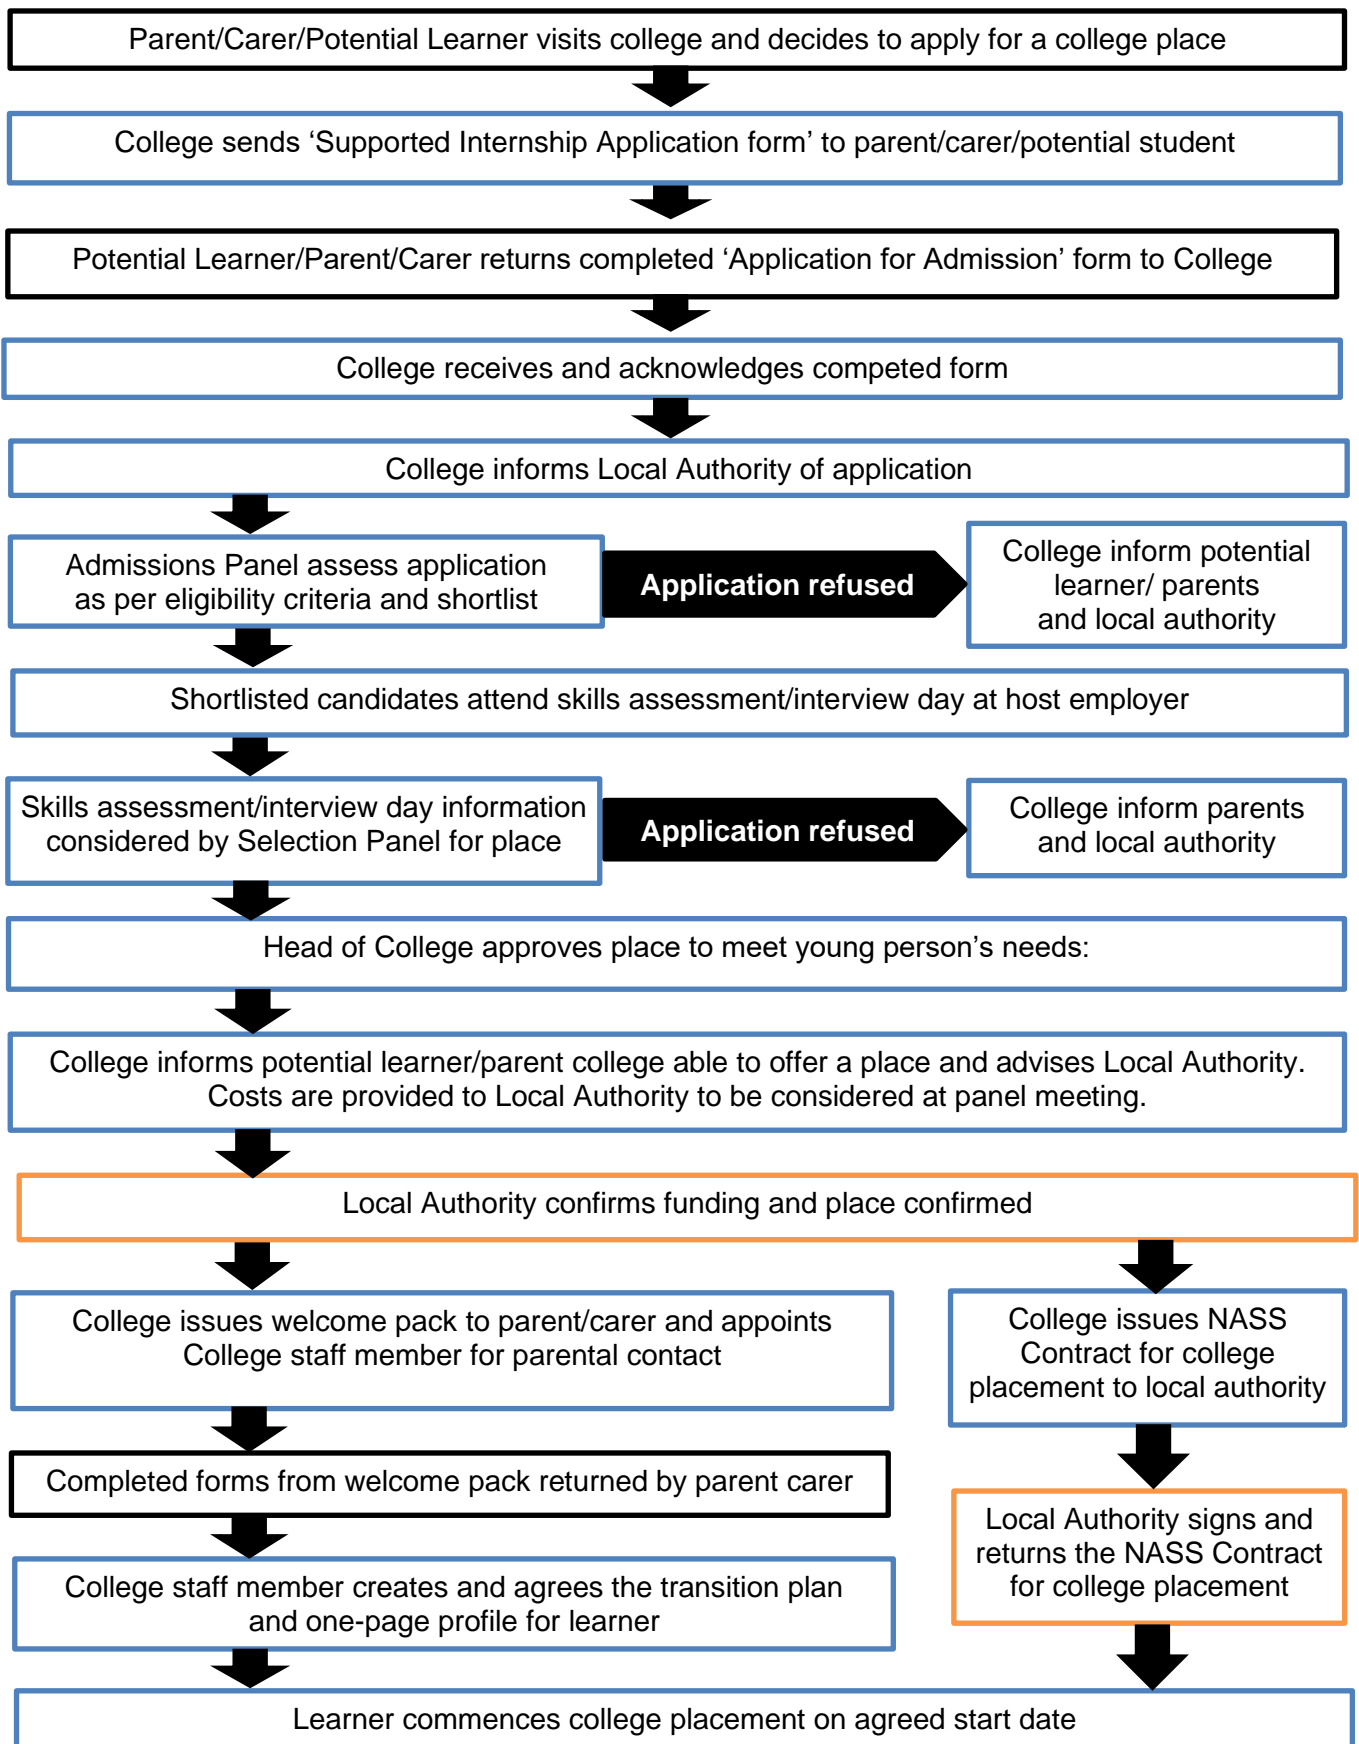 Parent/Carer/Potential Learner visits college and decides to apply for a college place
College sends ‘Supported Internship Application form’ to parent/carer/potential student
Potential Learner/Parent/Carer returns completed ‘Application for Admission’ form to College
College receives and acknowledges competed form
College informs Local Authority of application
Admissions Panel assess application
as per eligibility criteria and shortlist
Application refused
College inform potential
learner/ parents
and local authority
Shortlisted candidates attend skills assessment/interview day at host employer
Skills assessment/interview day information
considered by Selection Panel for place
Application refused
College inform parents
and local authority
Head of College approves place to meet young person’s needs:
College informs potential learner/parent college able to offer a place and advises Local Authority.
Costs are provided to Local Authority to be considered at panel meeting.
Local Authority confirms funding and place confirmed
College issues welcome pack to parent/carer and appoints
College staff member for parental contact
College issues NASS
Contract for college
placement to local authority
Completed forms from welcome pack returned by parent carer
Local Authority signs and
returns the NASS Contract
for college placement
College staff member creates and agrees the transition plan
and one-page profile for learner
Learner commences college placement on agreed start date